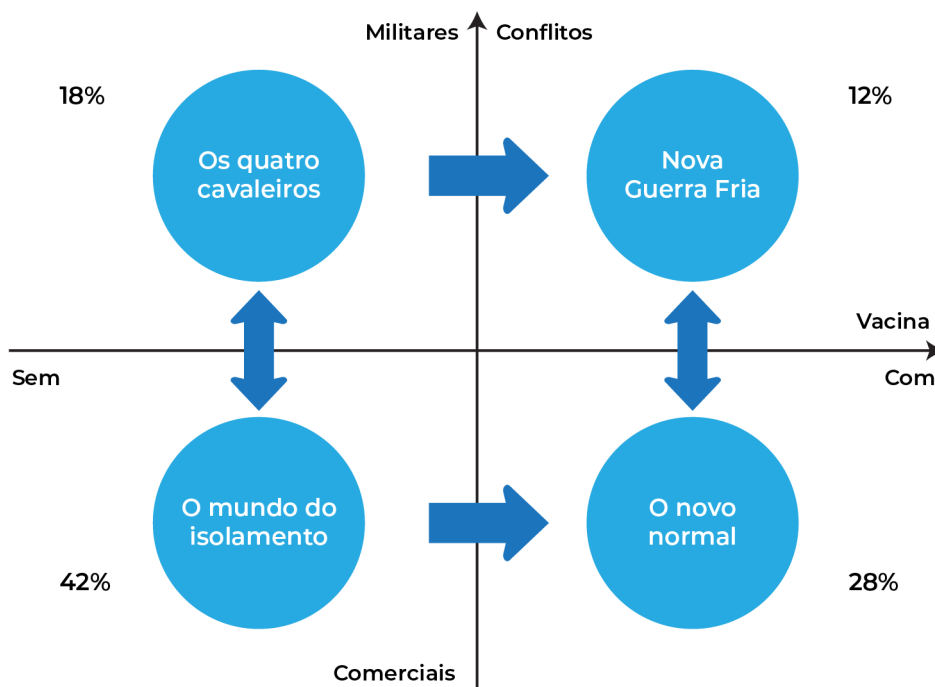 Militares
Conflitos
18%
12%
Os quatro
cavaleiros
Nova
Guerra Fria
Vacina
Sem
Com
O mundo do
isolamento
O novo
normal
42%
28%
Comerciais